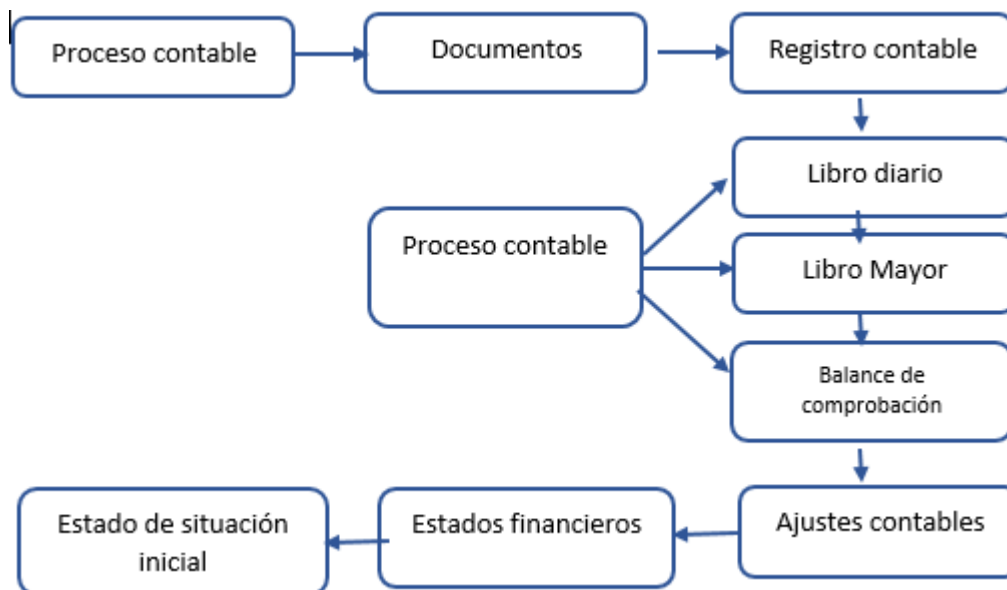 Proceso contable
Documentos
Registro contable
Libro diario
Proceso contable
Libro Mayor
Balance de
comprobación
Estado de situación
inicial
Estados financieros
Ajustes contables